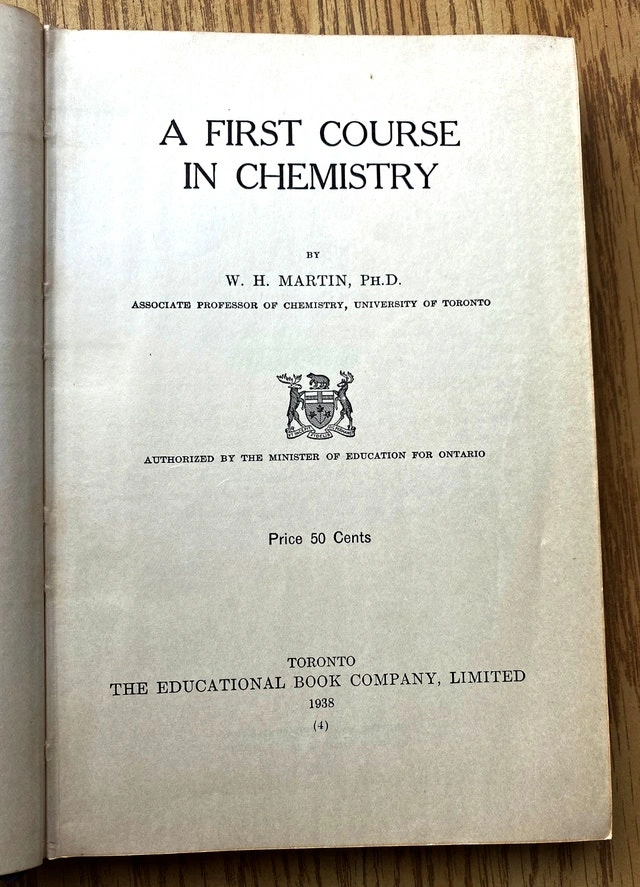 A FIRST COURSE
IN CHEMISTRY
BY
W. H. MARTIN, PH.D.
ASSOCIATE PROFESSOR OF CHEMISTRY, UNIVERSITY OF TORONTO
FIDELIS
AUTHORIZED BY THE MINISTER OF EDUCATION FOR ONTARIO
Price 50 Cents
TORONTO
THE EDUCATIONAL BOOK COMPANY, LIMITED
1938
(4)